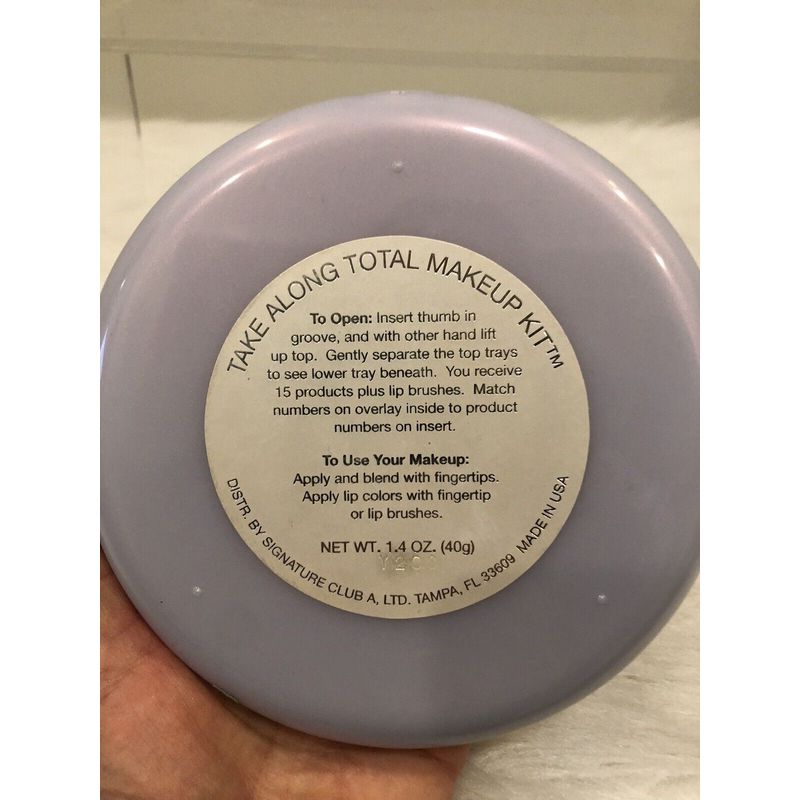 TAKE ALONG TOTAL MAKEUP KIT™
To Open: Insert thumb in
groove, and with other hand lift
up top. Gently separate the top trays
to see lower tray beneath. You receive
15 products plus lip brushes. Match
numbers on overlay inside to product
numbers on insert.
To Use Your Makeup:
Apply and blend with fingertips.
Apply lip colors with fingertip
or lip brushes.
NET WT. 1.4 OZ. (40g)
DISTR. BY SIGNATURE CLUB A, LTD. TAMPA, FL 33609 MADE IN USA